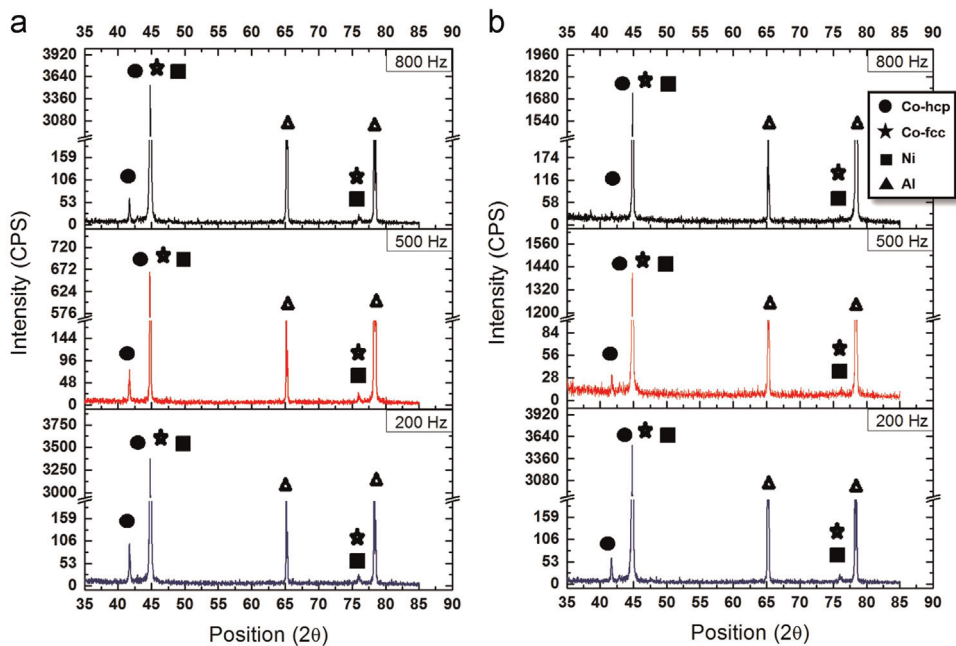 a
35 40 45 50 55 60 65 70 75 80 85 90
800 Hz
3920
3640
3360
3080
159
106
53
0
500 Hz
720
672
624
576
144
96
48
0
200 Hz
3750
3500
3250
3000
159
106
53
0
35 40 45 50 55 60 65 70 75 80 85 90
Intensity (CPS)
Position (2θ)
b
35 40 45 50 55 60 65 70 75 80 85 90
800 Hz
1960
1820
1680
1540
174
116
58
0
500 Hz
1560
1440
1320
1200
84
56
28
0
200 Hz
3920
3640
3360
3080
159
106
53
0
35 40 45 50 55 60 65 70 75 80 85 90
Intensity (CPS)
Position (2θ)
Co-hcp
Co-fcc
Ni
Al